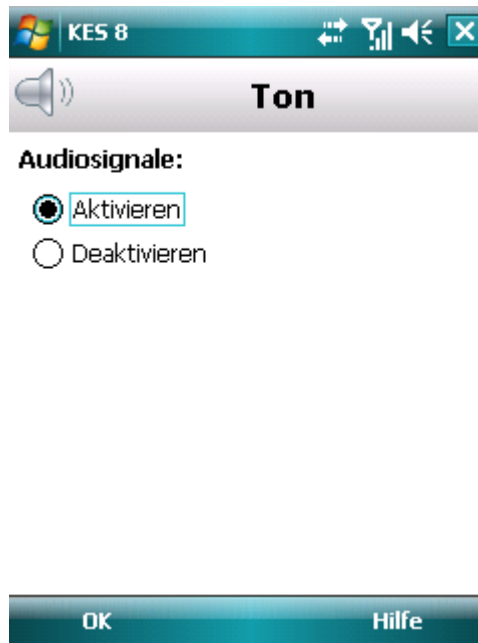 KES 8
Ton
Audiosignale:
Aktivieren
Deaktivieren
OK Hilfe